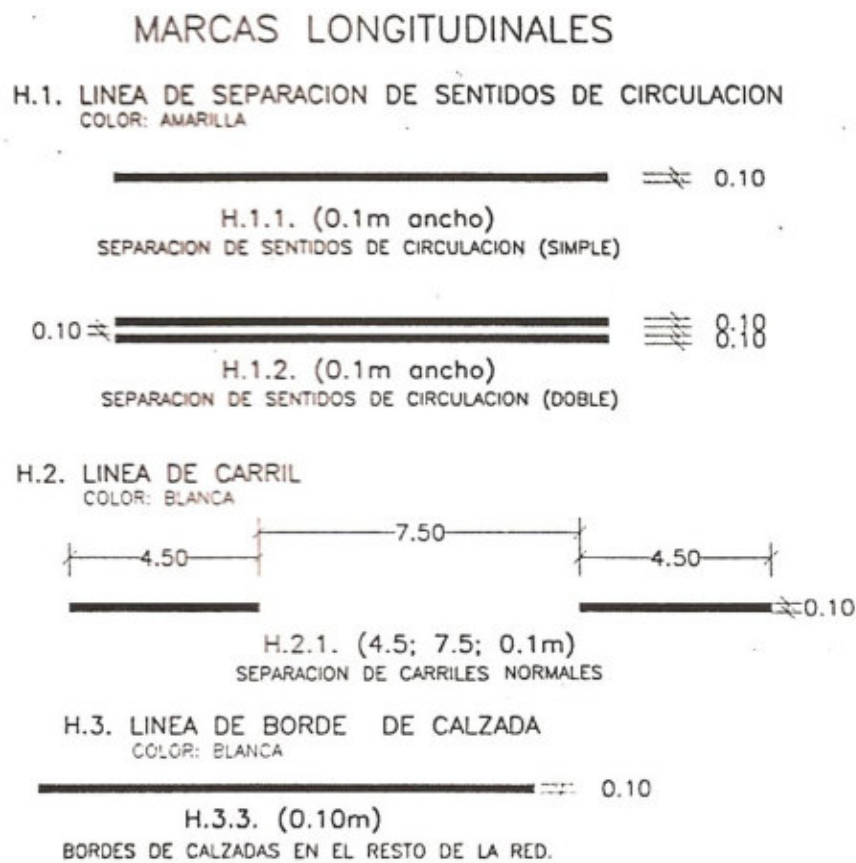 MARCAS LONGITUDINALES
H.1. LINEA DE SEPARACION DE SENTIDOS DE CIRCULACION
COLOR: AMARILLA
0.10
H.1.1. (0.1m ancho)
SEPARACION DE SENTIDOS DE CIRCULACION (SIMPLE)
0.10 0.10
0.10
H.1.2. (0.1m ancho)
SEPARACION DE SENTIDOS DE CIRCULACION (DOBLE)
H.2. LINEA DE CARRIL
COLOR: BLANCA
7.50
4.50 4.50
0.10
H.2.1. (4.5; 7.5; 0.1m)
SEPARACION DE CARRILES NORMALES
H.3. LINEA DE BORDE DE CALZADA
COLOR: BLANCA
0.10
H.3.3. (0.10m)
BORDES DE CALZADAS EN EL RESTO DE LA RED.